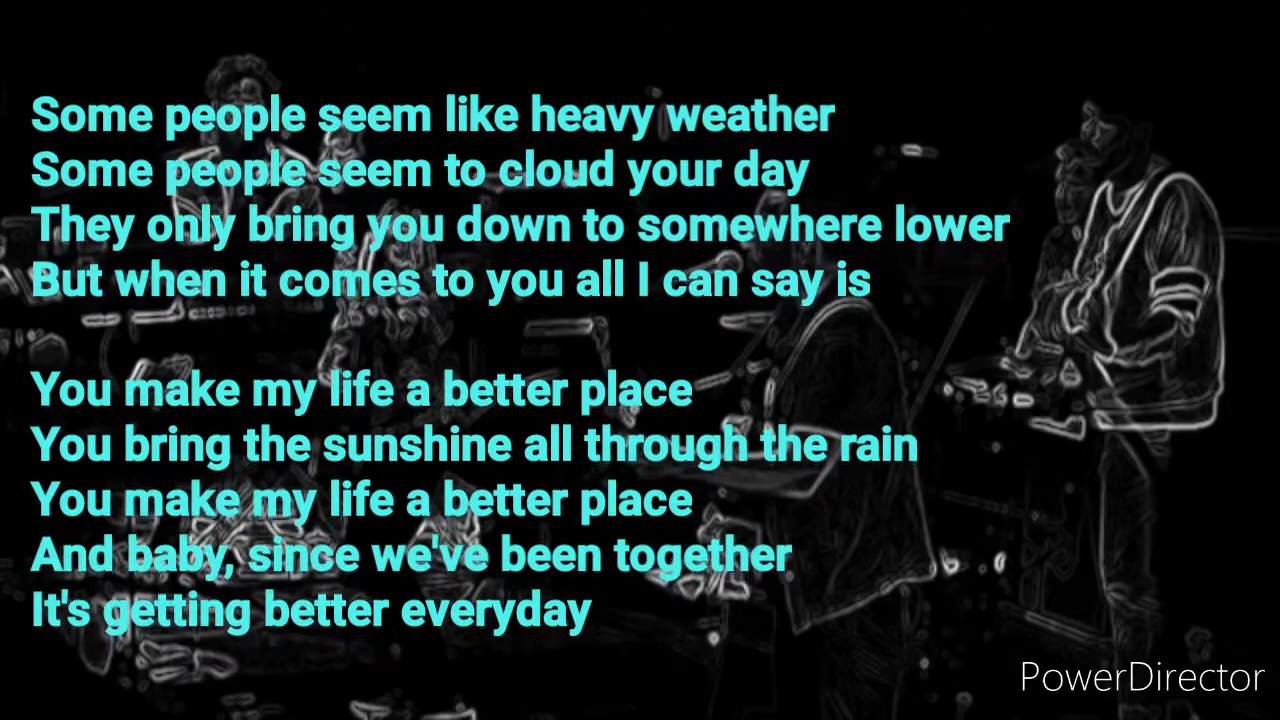 Some people seem like heavy weather
Some people seem to cloud your day
They only bring you down to somewhere lower
But when it comes to you all I can say is
You make my life a better place
You bring the sunshine all through the rain
You make my life a better place
And baby, since we've been together
It's getting better everyday
PowerDirector